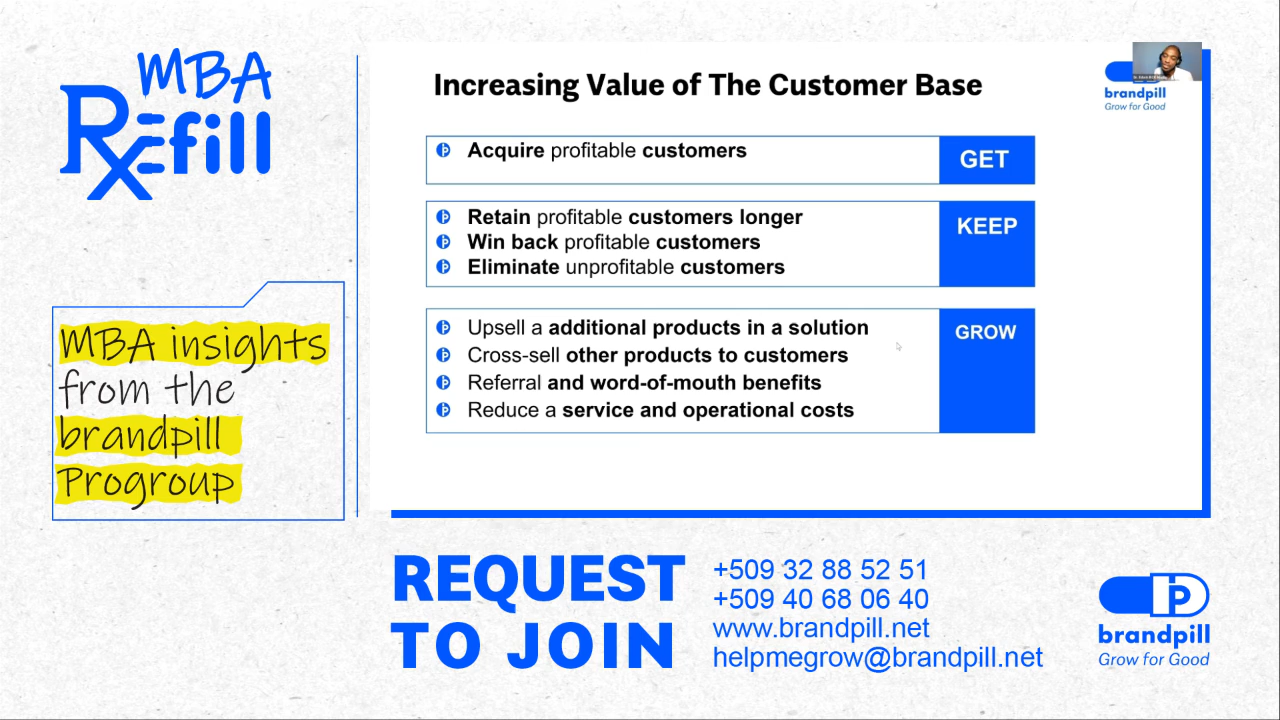 MBA
Refill
MBA insights
from the
brandpill
Progroup
Increasing Value of The Customer Base
brandpill
Grow for Good
Acquire profitable customers
GET
Retain profitable customers longer
Win back profitable customers
Eliminate unprofitable customers
KEEP
Upsell a additional products in a solution
Cross-sell other products to customers
Referral and word-of-mouth benefits
Reduce a service and operational costs
GROW
REQUEST
TO JOIN
+509 32 88 52 51
+509 40 68 06 40
www.brandpill.net
helpmegrow@brandpill.net
brandpill
Grow for Good